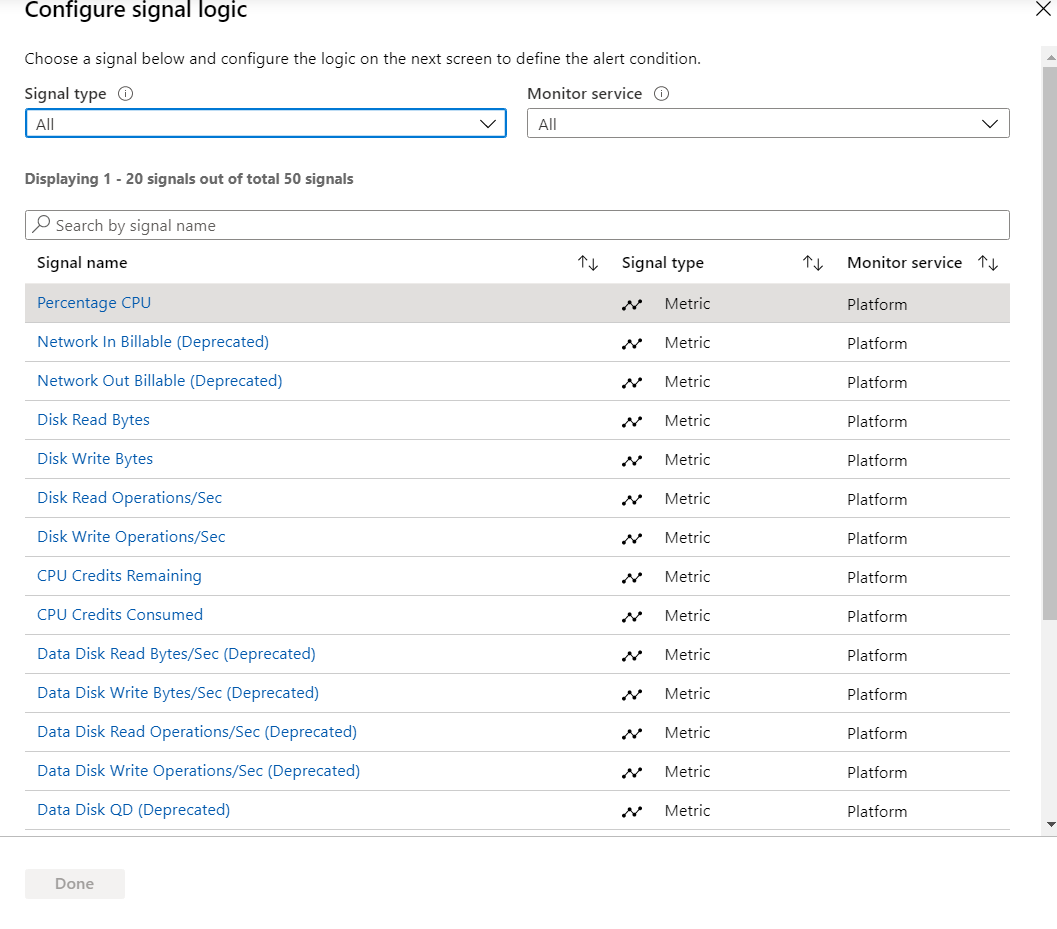 Configure signal logic
Choose a signal below and configure the logic on the next screen to define the alert condition.
Signal type Monitor service
All All
Displaying 1 - 20 signals out of total 50 signals
Search by signal name
Signal name Signal type Monitor service
Percentage CPU Metric Platform
Network In Billable (Deprecated) Metric Platform
Network Out Billable (Deprecated) Metric Platform
Disk Read Bytes Metric Platform
Disk Write Bytes Metric Platform
Disk Read Operations/Sec Metric Platform
Disk Write Operations/Sec Metric Platform
CPU Credits Remaining Metric Platform
CPU Credits Consumed Metric Platform
Data Disk Read Bytes/Sec (Deprecated) Metric Platform
Data Disk Write Bytes/Sec (Deprecated) Metric Platform
Data Disk Read Operations/Sec (Deprecated) Metric Platform
Data Disk Write Operations/Sec (Deprecated) Metric Platform
Data Disk QD (Deprecated) Metric Platform
Done